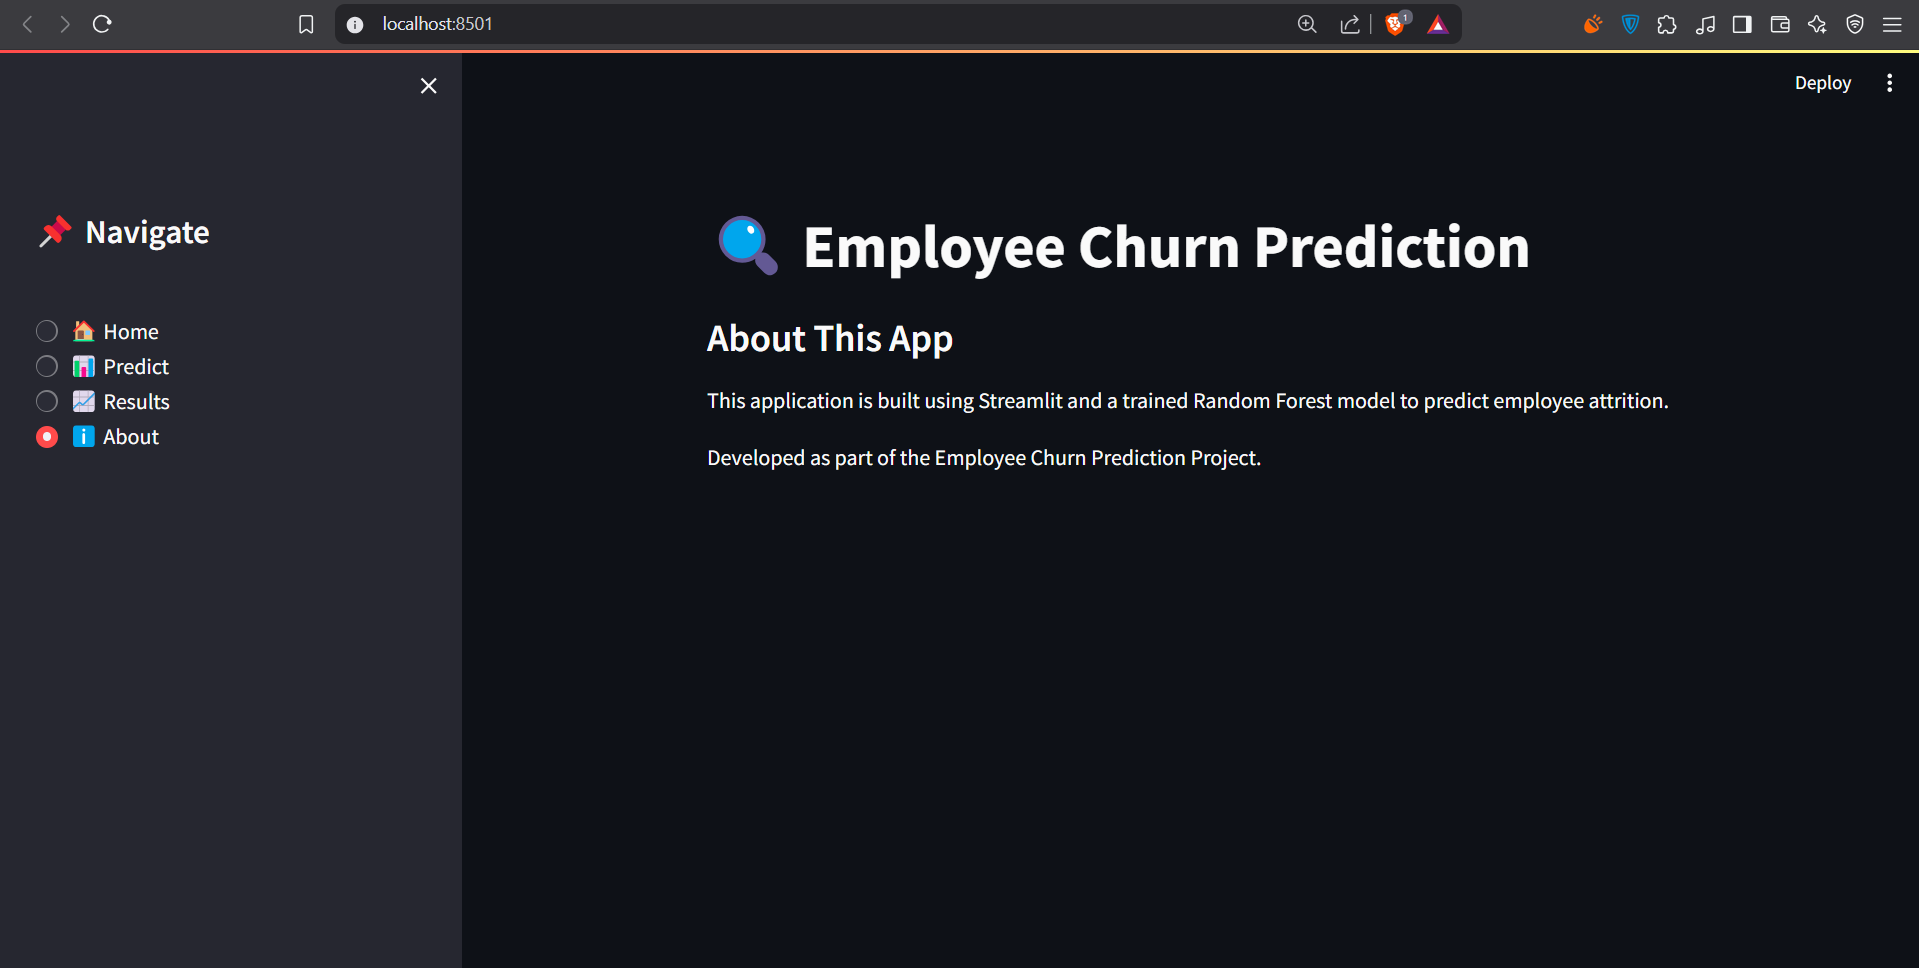 localhost:8501
1
Deploy
Navigate
Home
Predict
Results
About
Employee Churn Prediction
About This App
This application is built using Streamlit and a trained Random Forest model to predict employee attrition.
Developed as part of the Employee Churn Prediction Project.